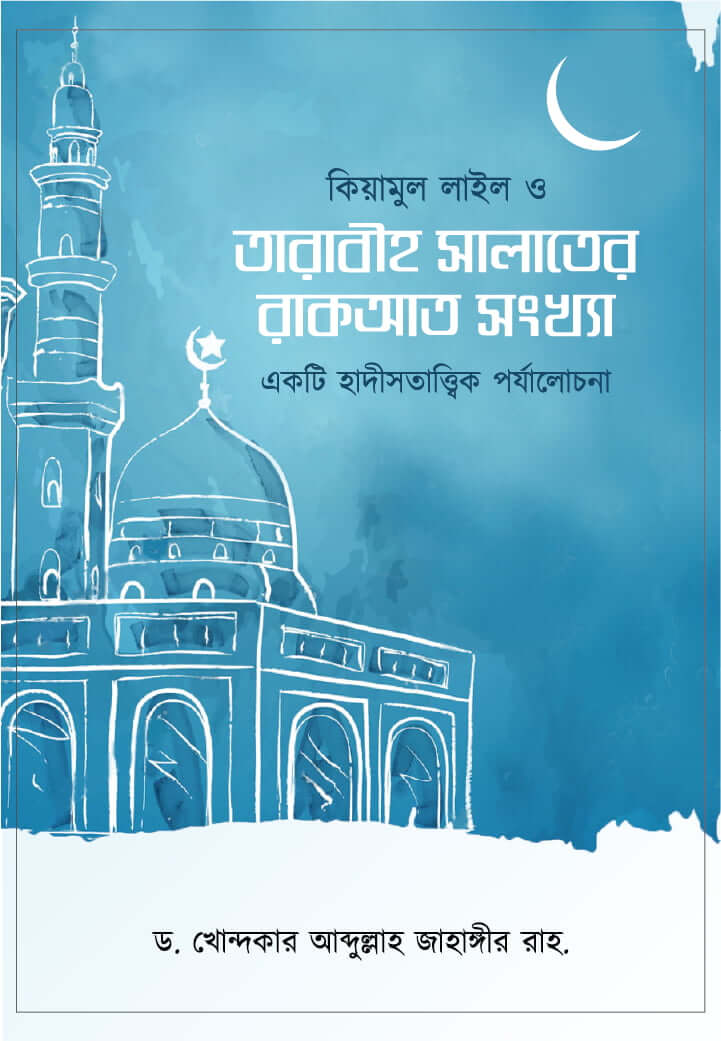 কিয়ামুল লাইল ও
তারাবীহ সালাতের
রাকআত সংখ্যা
একটি হাদীসতাত্ত্বিক পর্যালোচনা
ড. খোন্দকার আব্দুল্লাহ জাহাঙ্গীর রাহ.